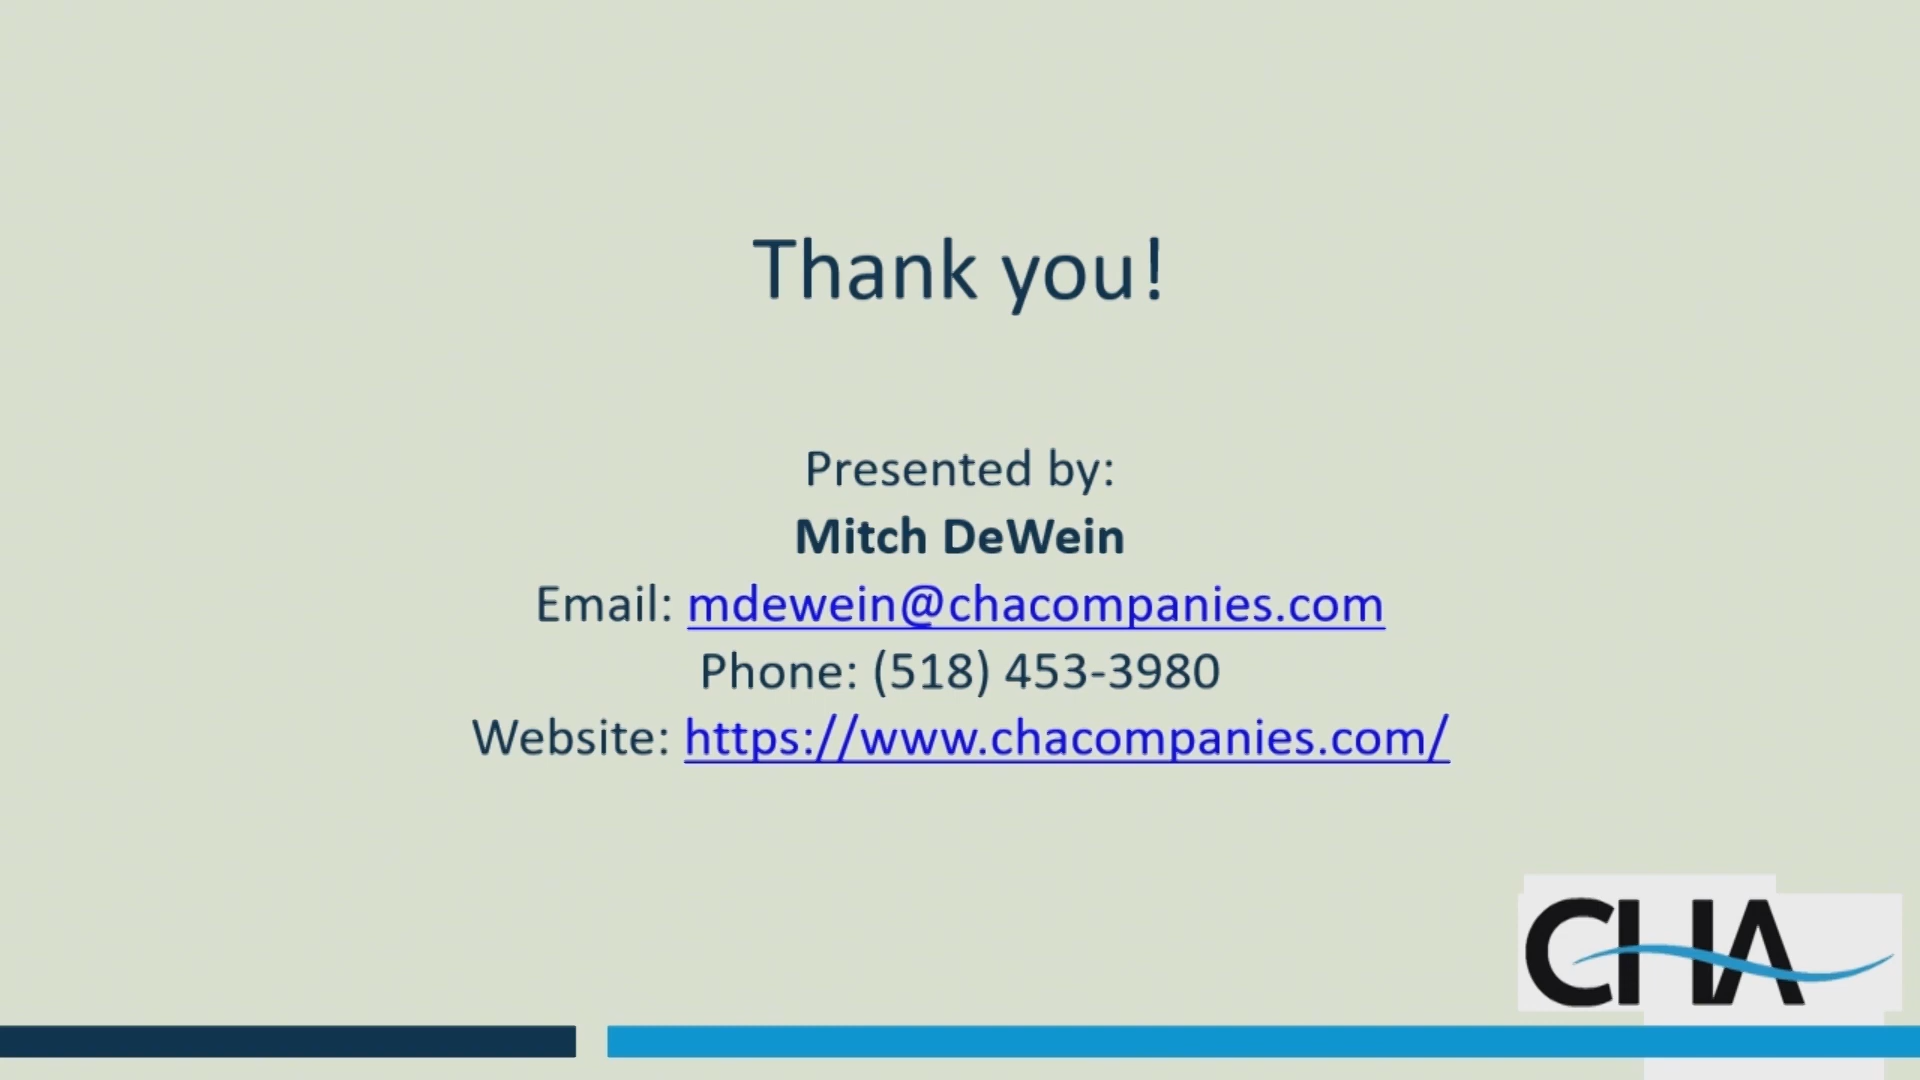 Thank you!
Presented by:
Mitch DeWein
Email: mdewein@chacompanies.com
Phone: (518) 453-3980
Website: https://www.chacompanies.com/
CHA